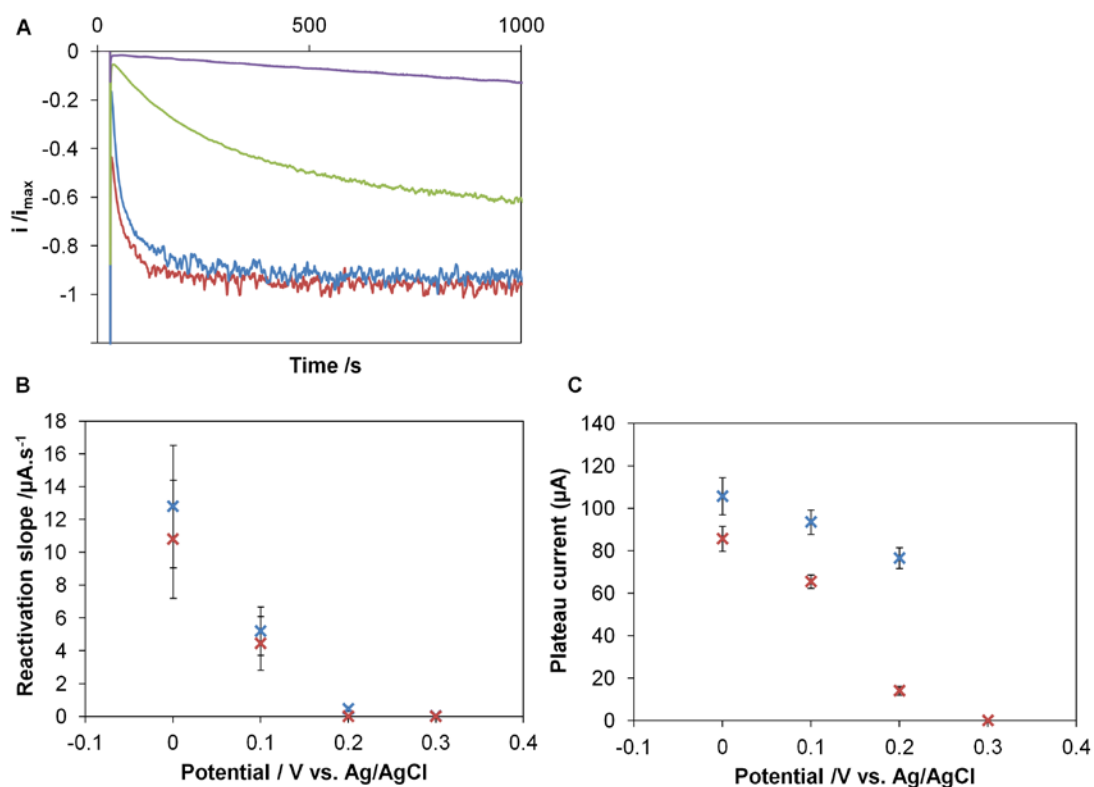 A
0 500 1000
0
-0.2
-0.4
-0.6
-0.8
-1
i /i_max
Time /s
B
18
16
14
12
10
8
6
4
2
0
-0.1 0 0.1 0.2 0.3 0.4
Reactivation slope /µA.s⁻¹
Potential / V vs. Ag/AgCl
C
140
120
100
80
60
40
20
0
-0.1 0 0.1 0.2 0.3 0.4
Plateau current (µA)
Potential /V vs. Ag/AgCl